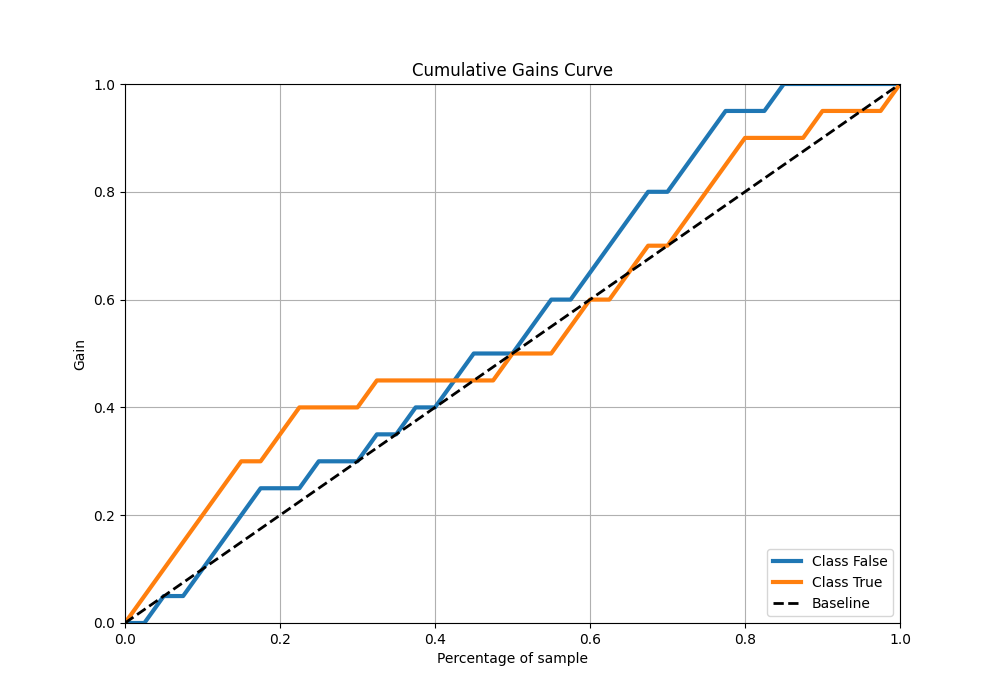 Cumulative Gains Curve
1.0
0.8
0.6
0.4
0.2
0.0
Gain
0.0 0.2 0.4 0.6 0.8 1.0
Percentage of sample
Class False
Class True
Baseline